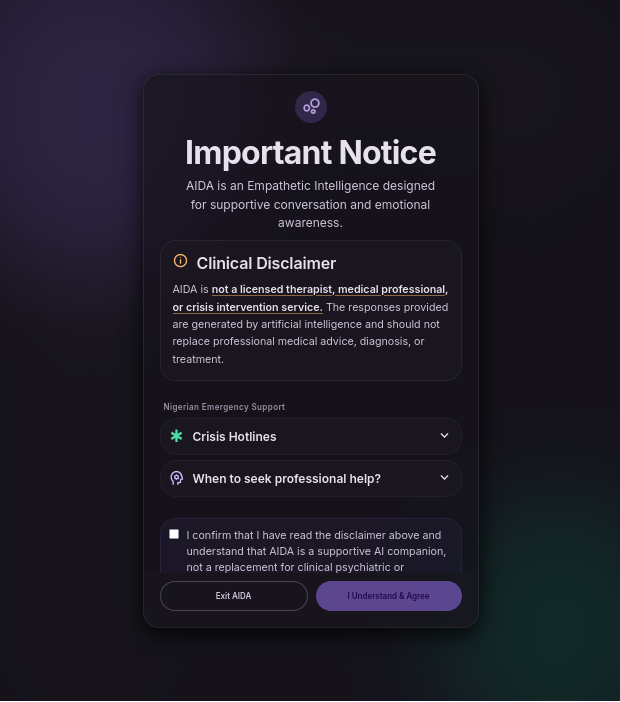 Important Notice
AIDA is an Empathetic Intelligence designed
for supportive conversation and emotional
awareness.
Clinical Disclaimer
AIDA is not a licensed therapist, medical professional,
or crisis intervention service. The responses provided
are generated by artificial intelligence and should not
replace professional medical advice, diagnosis, or
treatment.
Nigerian Emergency Support
Crisis Hotlines
When to seek professional help?
I confirm that I have read the disclaimer above and
understand that AIDA is a supportive AI companion,
not a replacement for clinical psychiatric or
Exit AIDA
I Understand & Agree